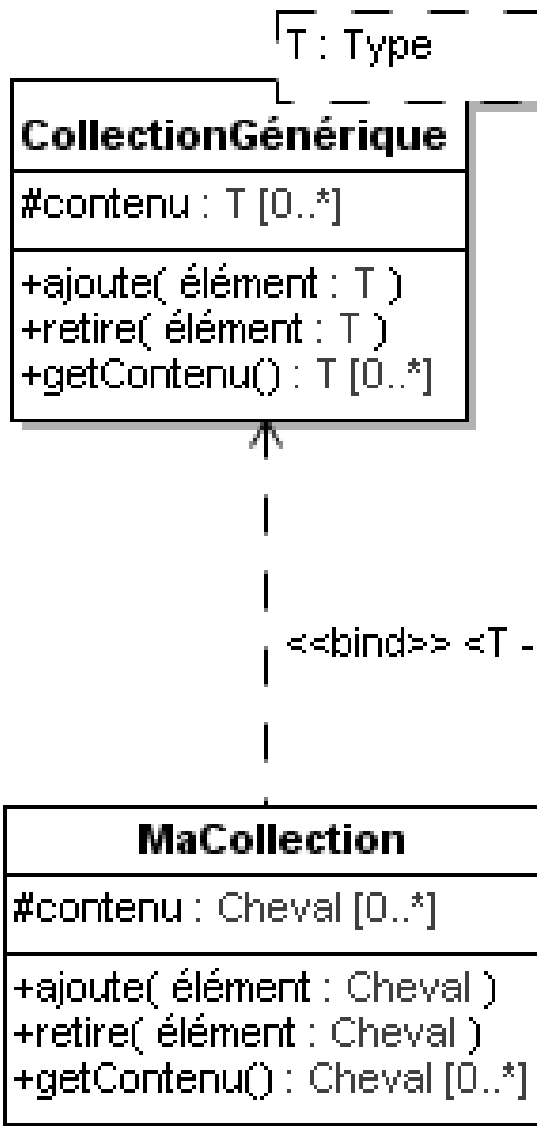 T : Type
CollectionGénérique
#contenu : T [0..*]
+ajoute( élément : T )
+retire( élément : T )
+getContenu() : T [0..*]
<<bind>> <T -
MaCollection
#contenu : Cheval [0..*]
+ajoute( élément : Cheval )
+retire( élément : Cheval )
+getContenu() : Cheval [0..*]